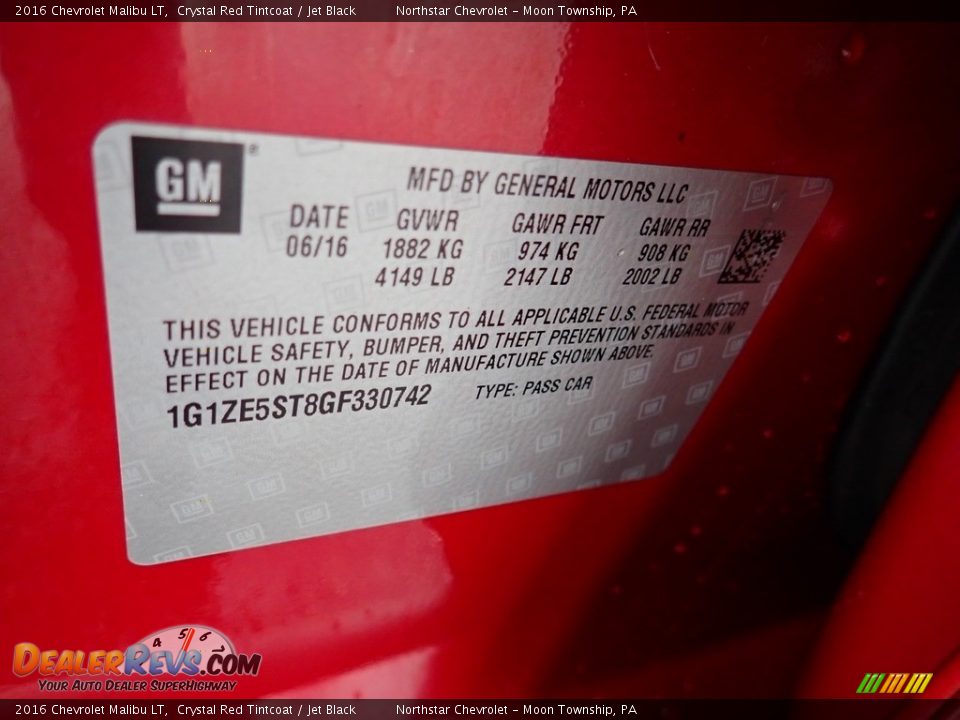 2016 Chevrolet Malibu LT, Crystal Red Tintcoat / Jet Black Northstar Chevrolet - Moon Township, PA
GM®
MFD BY GENERAL MOTORS LLC
DATE GVWR GAWR FRT GAWR RR
06/16 1882 KG 974 KG 908 KG
4149 LB 2147 LB 2002 LB
THIS VEHICLE CONFORMS TO ALL APPLICABLE U.S. FEDERAL MOTOR
VEHICLE SAFETY, BUMPER, AND THEFT PREVENTION STANDARDS IN
EFFECT ON THE DATE OF MANUFACTURE SHOWN ABOVE.
1G1ZE5ST8GF330742 TYPE: PASS CAR
4 5 6
DEALERREVS.COM
YOUR AUTO DEALER SUPERHIGHWAY
2016 Chevrolet Malibu LT, Crystal Red Tintcoat / Jet Black Northstar Chevrolet - Moon Township, PA